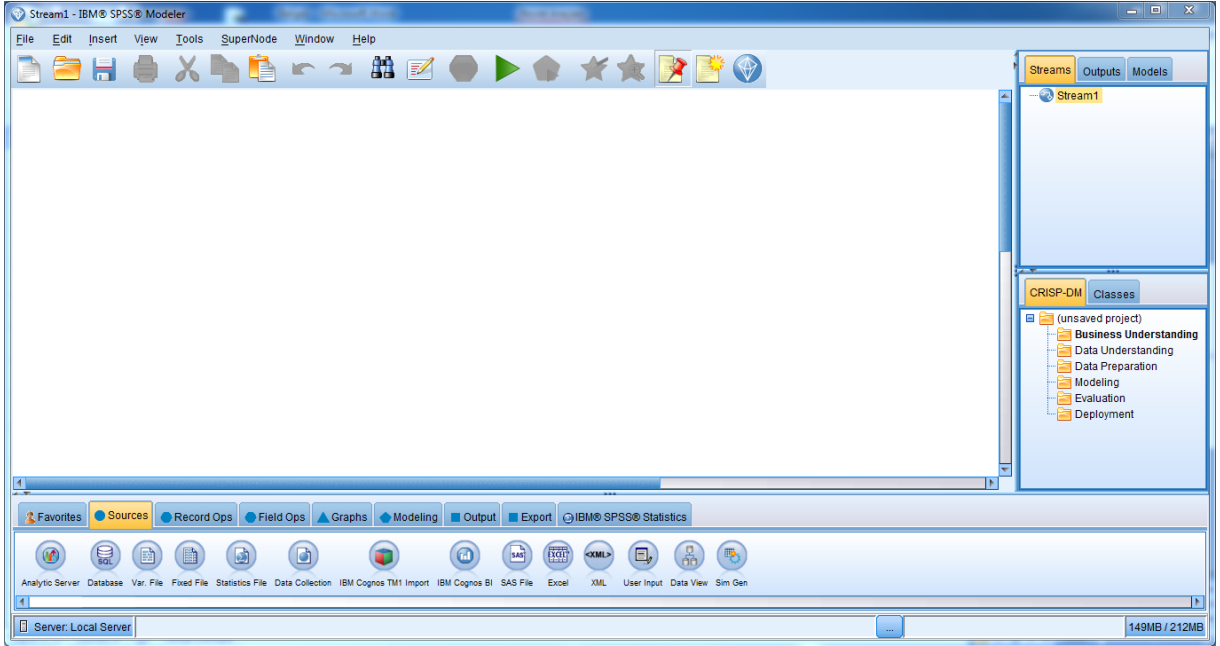 Stream1 - IBM® SPSS® Modeler
File Edit Insert View Tools SuperNode Window Help
Streams Outputs Models
Stream1
CRISP-DM Classes
(unsaved project)
Business Understanding
Data Understanding
Data Preparation
Modeling
Evaluation
Deployment
Favorites Sources Record Ops Field Ops Graphs Modeling Output Export IBM® SPSS® Statistics
SQL SAS EXCEL <XML>
Analytic Server Database Var. File Fixed File Statistics File Data Collection IBM Cognos TM1 Import IBM Cognos BI SAS File Excel XML User Input Data View Sim Gen
Server: Local Server ... 149MB / 212MB